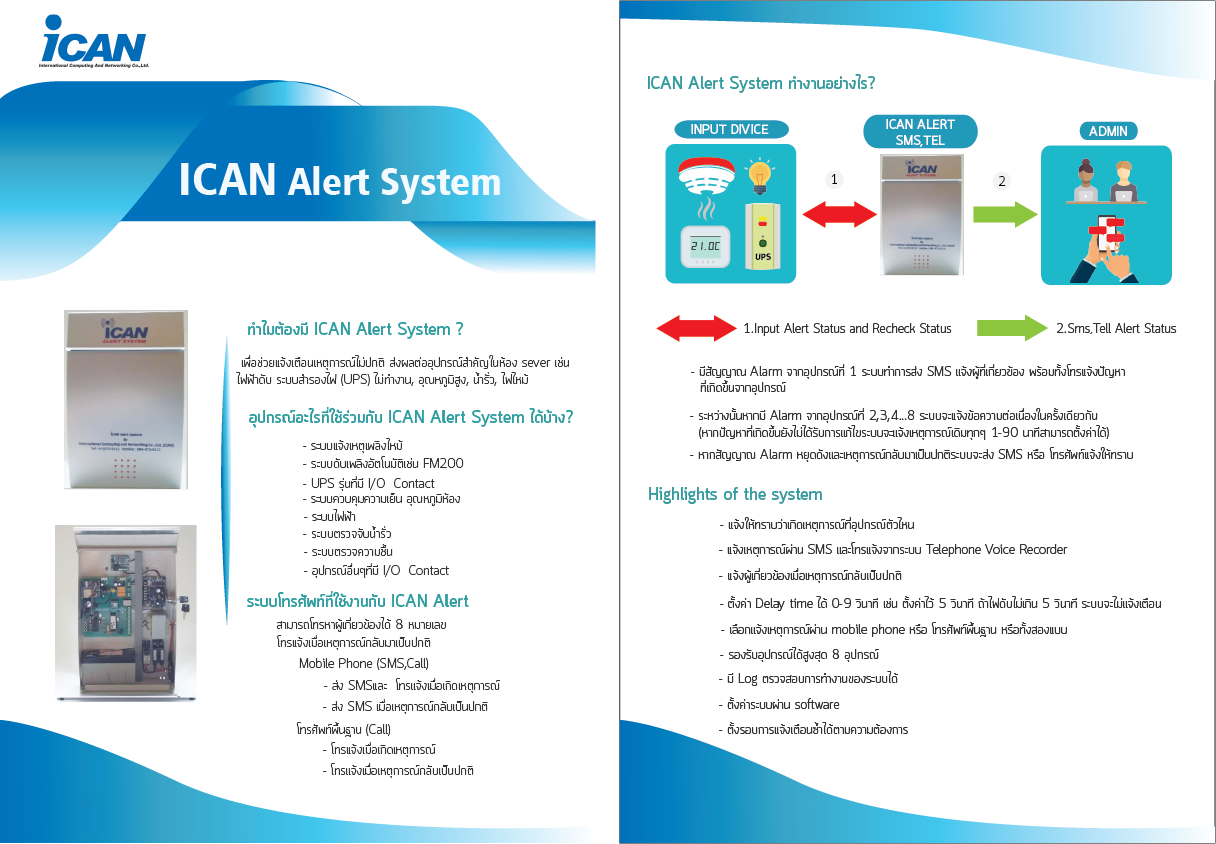 iCAN
International Computing And Networking Co.,Ltd.
ICAN Alert System
iCAN
ALERT SYSTEM
iCAN Alert System
by
International Computing and Networking Co.,Ltd. (ICAN)
ทำไมต้องมี ICAN Alert System ?
เพื่อช่วยแจ้งเตือนเหตุการณ์ไม่ปกติ ส่งผลต่ออุปกรณ์สำคัญในห้อง sever เช่น
ไฟฟ้าดับ ระบบสำรองไฟ (UPS) ไม่ทำงาน, อุณหภูมิสูง, น้ำรั่ว, ไฟไหม้
อุปกรณ์อะไรที่ใช้ร่วมกับ ICAN Alert System ได้บ้าง?
- ระบบแจ้งเหตุเพลิงไหม้
- ระบบดับเพลิงอัตโนมัติเช่น FM200
- UPS รุ่นที่มี I/O Contact
- ระบบควบคุมความเย็น อุณหภูมิห้อง
- ระบบไฟฟ้า
- ระบบตรวจจับน้ำรั่ว
- ระบบตรวจความชื้น
- อุปกรณ์อื่นๆที่มี I/O Contact
ระบบโทรศัพท์ที่ใช้งานกับ ICAN Alert
สามารถโทรหาผู้เกี่ยวข้องได้ 8 หมายเลข
โทรแจ้งเมื่อเหตุการณ์กลับมาเป็นปกติ
Mobile Phone (SMS,Call)
- ส่ง SMSและ โทรแจ้งเมื่อเกิดเหตุการณ์
- ส่ง SMS เมื่อเหตุการณ์กลับเป็นปกติ
โทรศัพท์พื้นฐาน (Call)
- โทรแจ้งเมื่อเกิดเหตุการณ์
- โทรแจ้งเมื่อเหตุการณ์กลับเป็นปกติ
ICAN Alert System ทำงานอย่างไร?
INPUT DIVICE
ICAN ALERT
SMS,TEL
ADMIN
1
2
21.0C
UPS
iCAN
ALERT SYSTEM
1.Input Alert Status and Recheck Status
2.Sms,Tell Alert Status
- มีสัญญาณ Alarm จากอุปกรณ์ที่ 1 ระบบทำการส่ง SMS แจ้งผู้ที่เกี่ยวข้อง พร้อมทั้งโทรแจ้งปัญหา
ที่เกิดขึ้นจากอุปกรณ์
- ระหว่างนั้นหากมี Alarm จากอุปกรณ์ที่ 2,3,4...8 ระบบจะแจ้งข้อความต่อเนื่องในครั้งเดียวกัน
(หากปัญหาที่เกิดขึ้นยังไม่ได้รับการแก้ไขระบบจะแจ้งเหตุการณ์เดิมทุกๆ 1-90 นาทีสามารถตั้งค่าได้)
- หากสัญญาณ Alarm หยุดดังและเหตุการณ์กลับมาเป็นปกติระบบจะส่ง SMS หรือ โทรศัพท์แจ้งให้ทราบ
Highlights of the system
- แจ้งให้ทราบว่าเกิดเหตุการณ์ที่อุปกรณ์ตัวไหน
- แจ้งเหตุการณ์ผ่าน SMS และโทรแจ้งจากระบบ Telephone Voice Recorder
- แจ้งผู้เกี่ยวข้องเมื่อเหตุการณ์กลับเป็นปกติ
- ตั้งค่า Delay time ได้ 0-9 วินาที เช่น ตั้งค่าไว้ 5 วินาที ถ้าไฟดับไม่เกิน 5 วินาที ระบบจะไม่แจ้งเตือน
- เลือกแจ้งเหตุการณ์ผ่าน mobile phone หรือ โทรศัพท์พื้นฐาน หรือทั้งสองแบบ
- รองรับอุปกรณ์ได้สูงสุด 8 อุปกรณ์
- มี Log ตรวจสอบการทำงานของระบบได้
- ตั้งค่าระบบผ่าน software
- ตั้งรอบการแจ้งเตือนซ้ำได้ตามความต้องการ